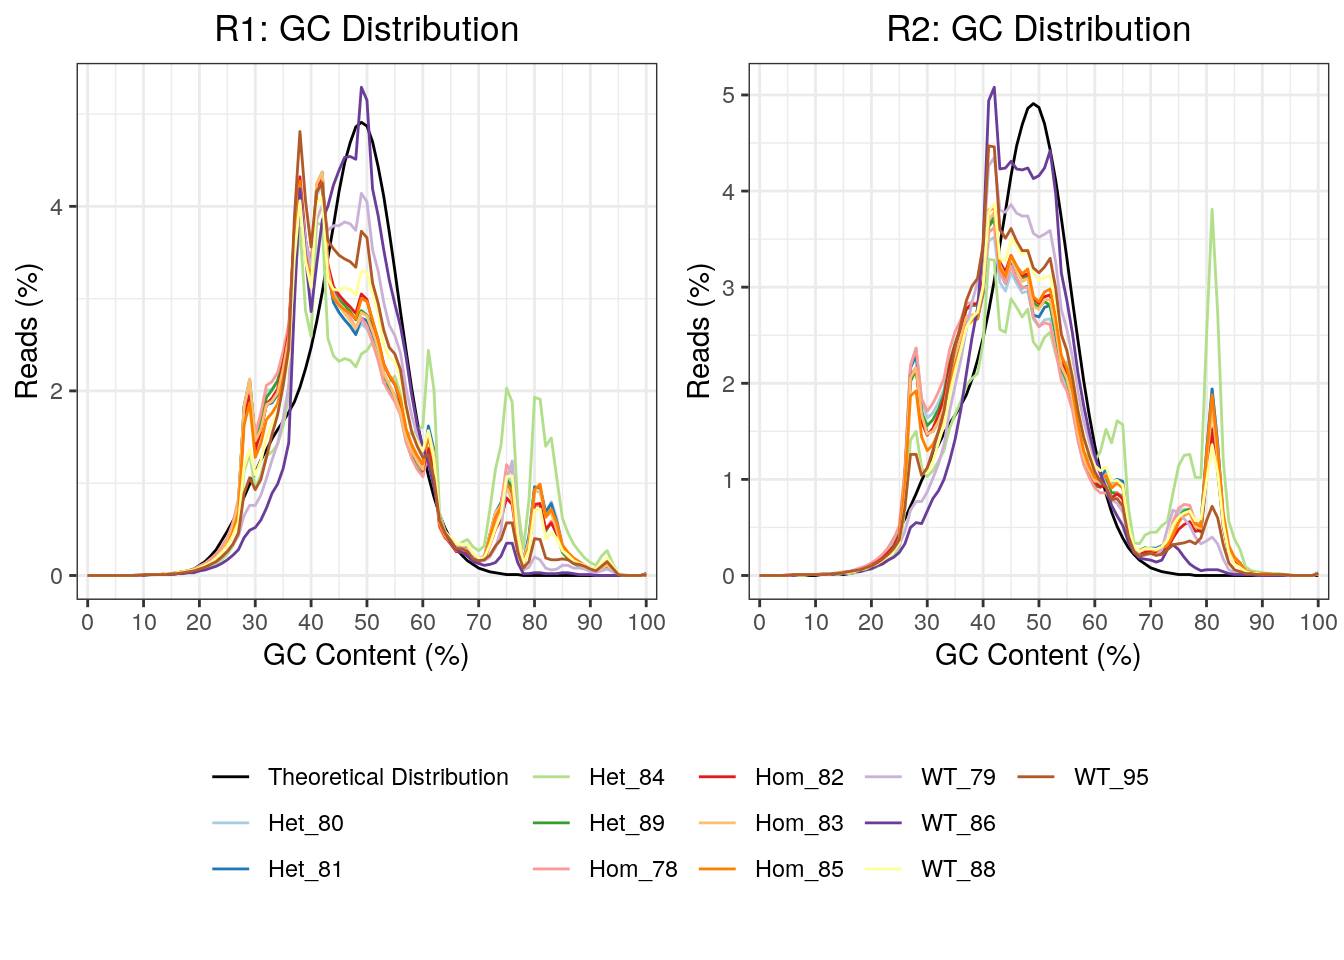 R1: GC Distribution
R2: GC Distribution
Reads (%)
4
2
0
0 10 20 30 40 50 60 70 80 90 100
GC Content (%)
Reads (%)
5
4
3
2
1
0
0 10 20 30 40 50 60 70 80 90 100
GC Content (%)
Theoretical Distribution Het_84 Hom_82 WT_79 WT_95
Het_80 Het_89 Hom_83 WT_86
Het_81 Hom_78 Hom_85 WT_88